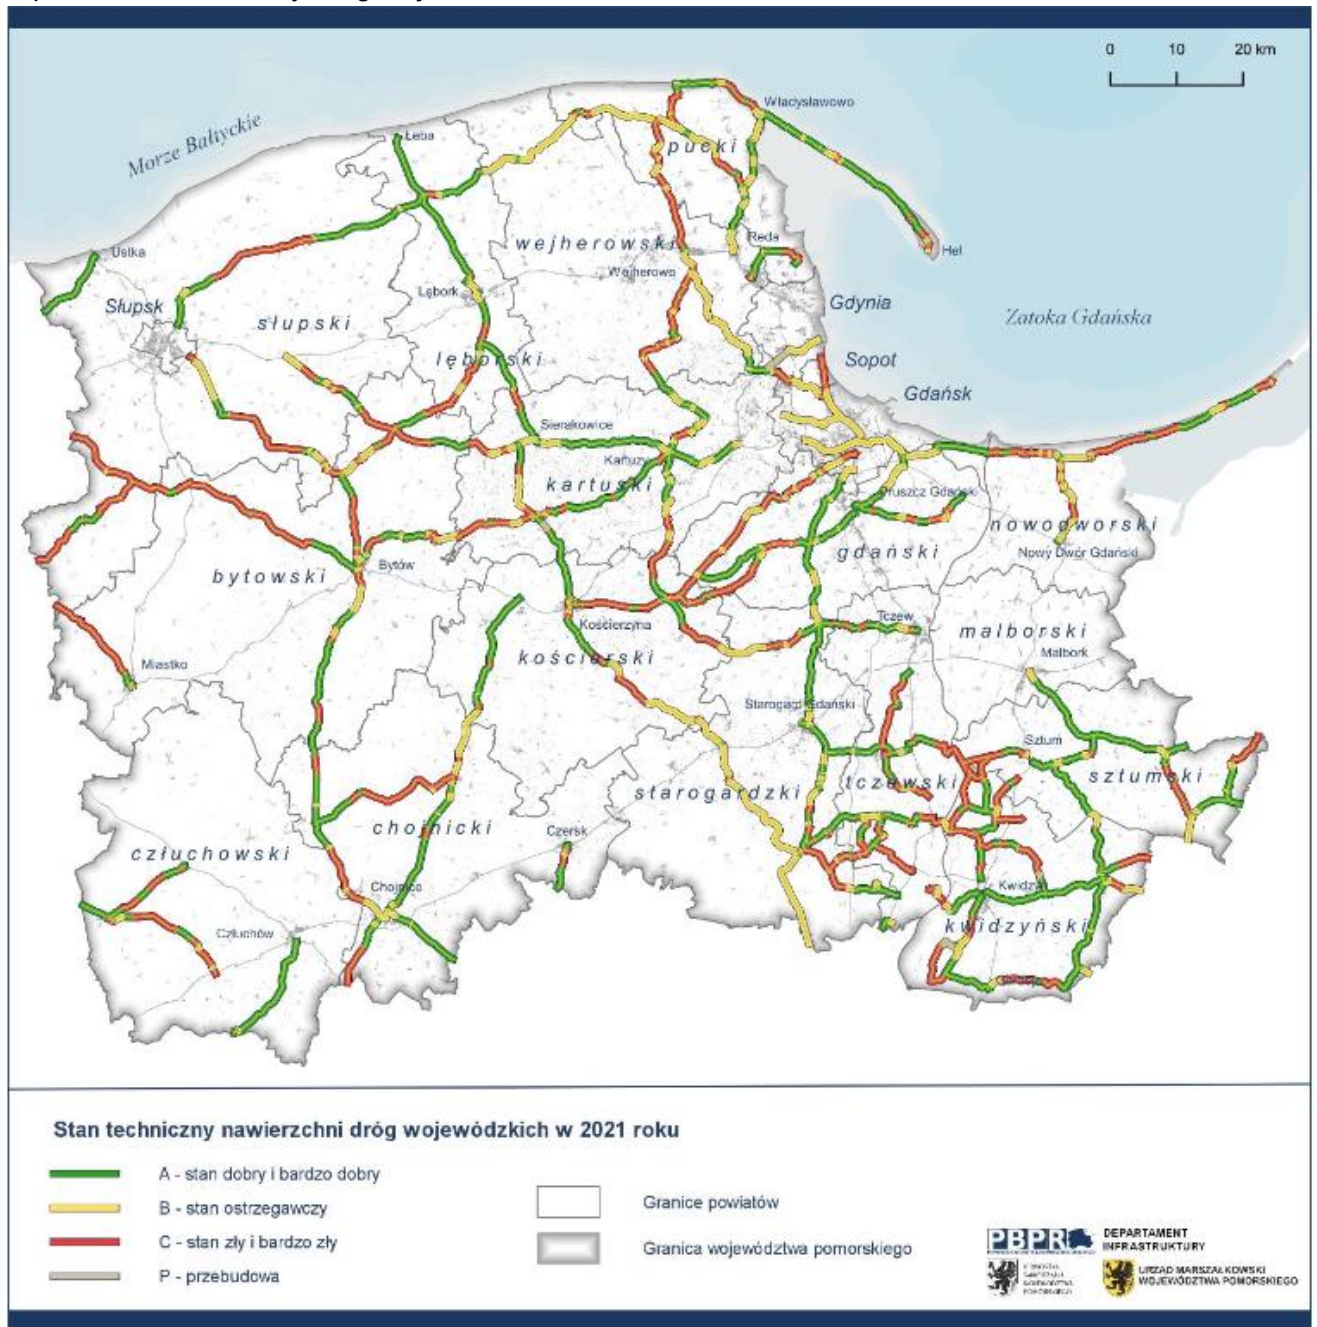 0 10 20 km
Morze Bałtyckie
Łeba
Władysławowo
pucki
Ustka
wejherowski
Reda
Hel
Wejherowo
Lębork
Słupsk
słupski
Gdynia
Zatoka Gdańska
lęborski
Sopot
Gdańsk
Sierakowice
Kartuzy
kartuski
Pruszcz Gdański
nowodworski
gdański
Nowy Dwór Gdański
bytowski
Bytów
Kościerzyna
Tczew
malborski
Malbork
kościerski
Miastko
Starogard Gdański
Sztum
sztumski
tczewski
starogardzki
chojnicki
Czersk
człuchowski
Chojnice
Kwidzyn
Człuchów
kwidzyński
Stan techniczny nawierzchni dróg wojewódzkich w 2021 roku
A - stan dobry i bardzo dobry
B - stan ostrzegawczy
C - stan zły i bardzo zły
P - przebudowa
Granice powiatów
Granica województwa pomorskiego
PBPR
DEPARTAMENT
INFRASTRUKTURY
URZĄD MARSZAŁKOWSKI
WOJEWÓDZTWA POMORSKIEGO